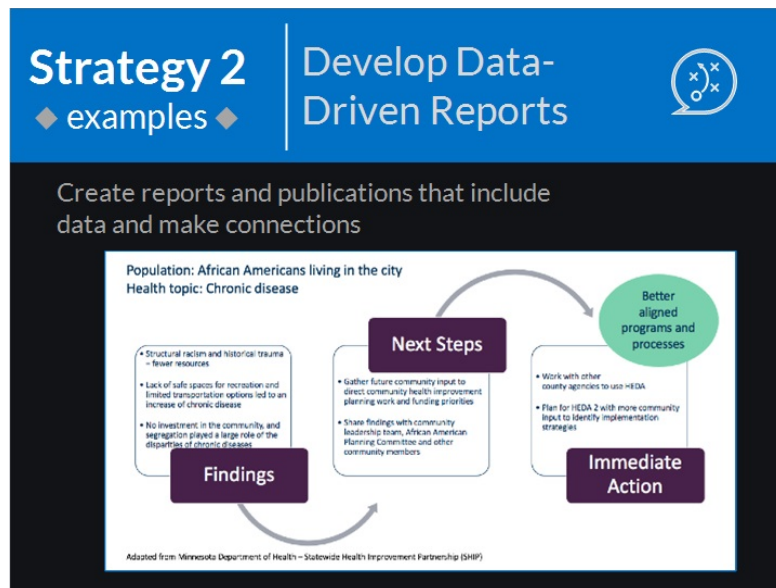 Strategy 2
◆ examples ◆
Develop Data-
Driven Reports
Create reports and publications that include
data and make connections
Population: African Americans living in the city
Health topic: Chronic disease
• Structural racism and historical trauma
– fewer resources
• Lack of safe spaces for recreation and
limited transportation options led to an
increase of chronic disease
• No investment in the community, and
segregation played a large role of the
disparities of chronic diseases
Findings
Next Steps
• Gather future community input to
direct community health improvement
planning work and funding priorities
• Share findings with community
leadership team, African American
Planning Committee and other
community members
Better
aligned
programs and
processes
• Work with other
county agencies to use HEDA
• Plan for HEDA 2 with more community
input to identify implementation
strategies
Immediate
Action
Adapted from Minnesota Department of Health – Statewide Health Improvement Partnership (SHIP)